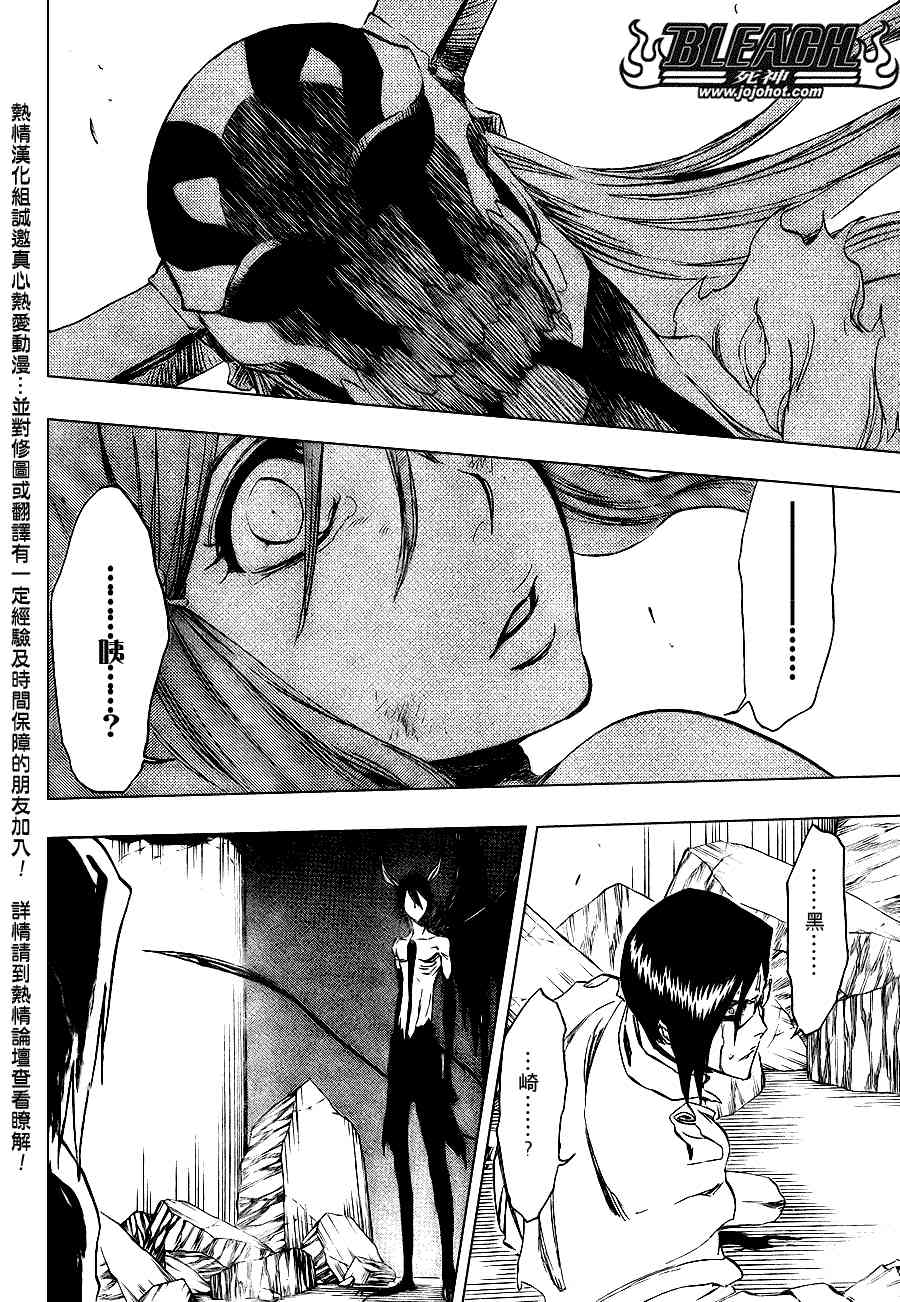 BLEACH
死神
www.jojohot.com
————………
………咦………?
……黑……
……崎……?
熱情漢化組誠邀真心熱愛動漫…並對修圖或翻譯有一定經驗及時間保障的朋友加入! 詳情請到熱情論壇查看瞭解!